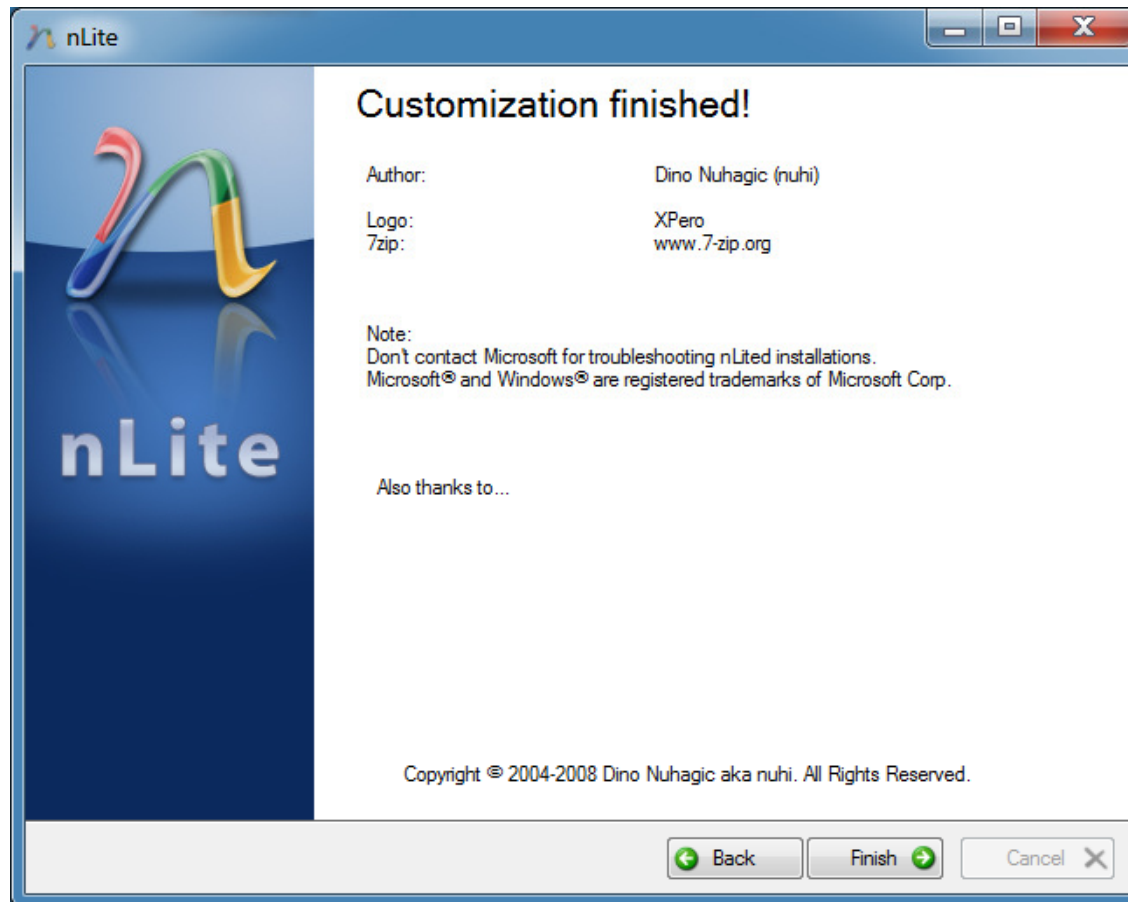 nLite
Customization finished!
Author: Dino Nuhagic (nuhi)
Logo: XPero
7zip: www.7-zip.org
Note:
Don't contact Microsoft for troubleshooting nLited installations.
Microsoft® and Windows® are registered trademarks of Microsoft Corp.
nLite
Also thanks to...
Copyright © 2004-2008 Dino Nuhagic aka nuhi. All Rights Reserved.
Back Finish Cancel